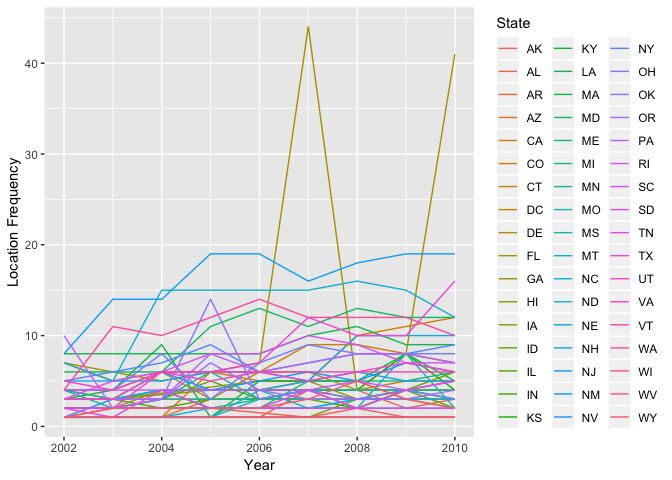 State
AK KY NY
AL LA OH
AR MA OK
AZ MD OR
CA ME PA
CO MI RI
CT MN SC
DC MO SD
DE MS TN
FL MT TX
GA NC UT
HI ND VA
IA NE VT
ID NH WA
IL NJ WI
IN NM WV
KS NV WY
Location Frequency
40
30
20
10
0
2002 2004 2006 2008 2010
Year